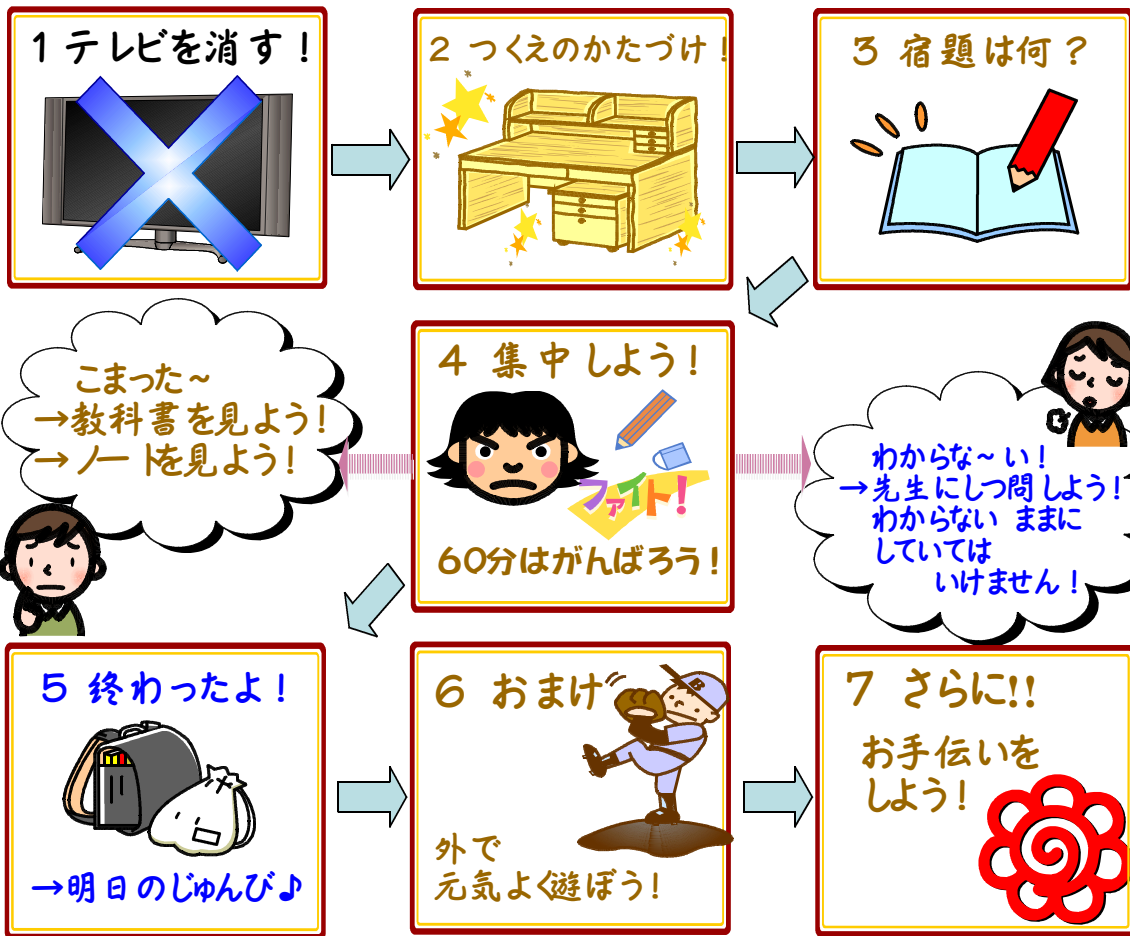 1 テレビを消す！
2 つくえのかたづけ！
3 宿題は何？
4 集中しよう！
ファイト！
60分はがんばろう！
こまった～
→教科書を見よう！
→ノートを見よう！
わからな～い！
→先生にしつ問しよう！
わからない ままに
していては
いけません！
5 終わったよ！
→明日のじゅんび♪
6 おまけ
B
外で
元気よく遊ぼう！
7 さらに!!
お手伝いを
しよう！